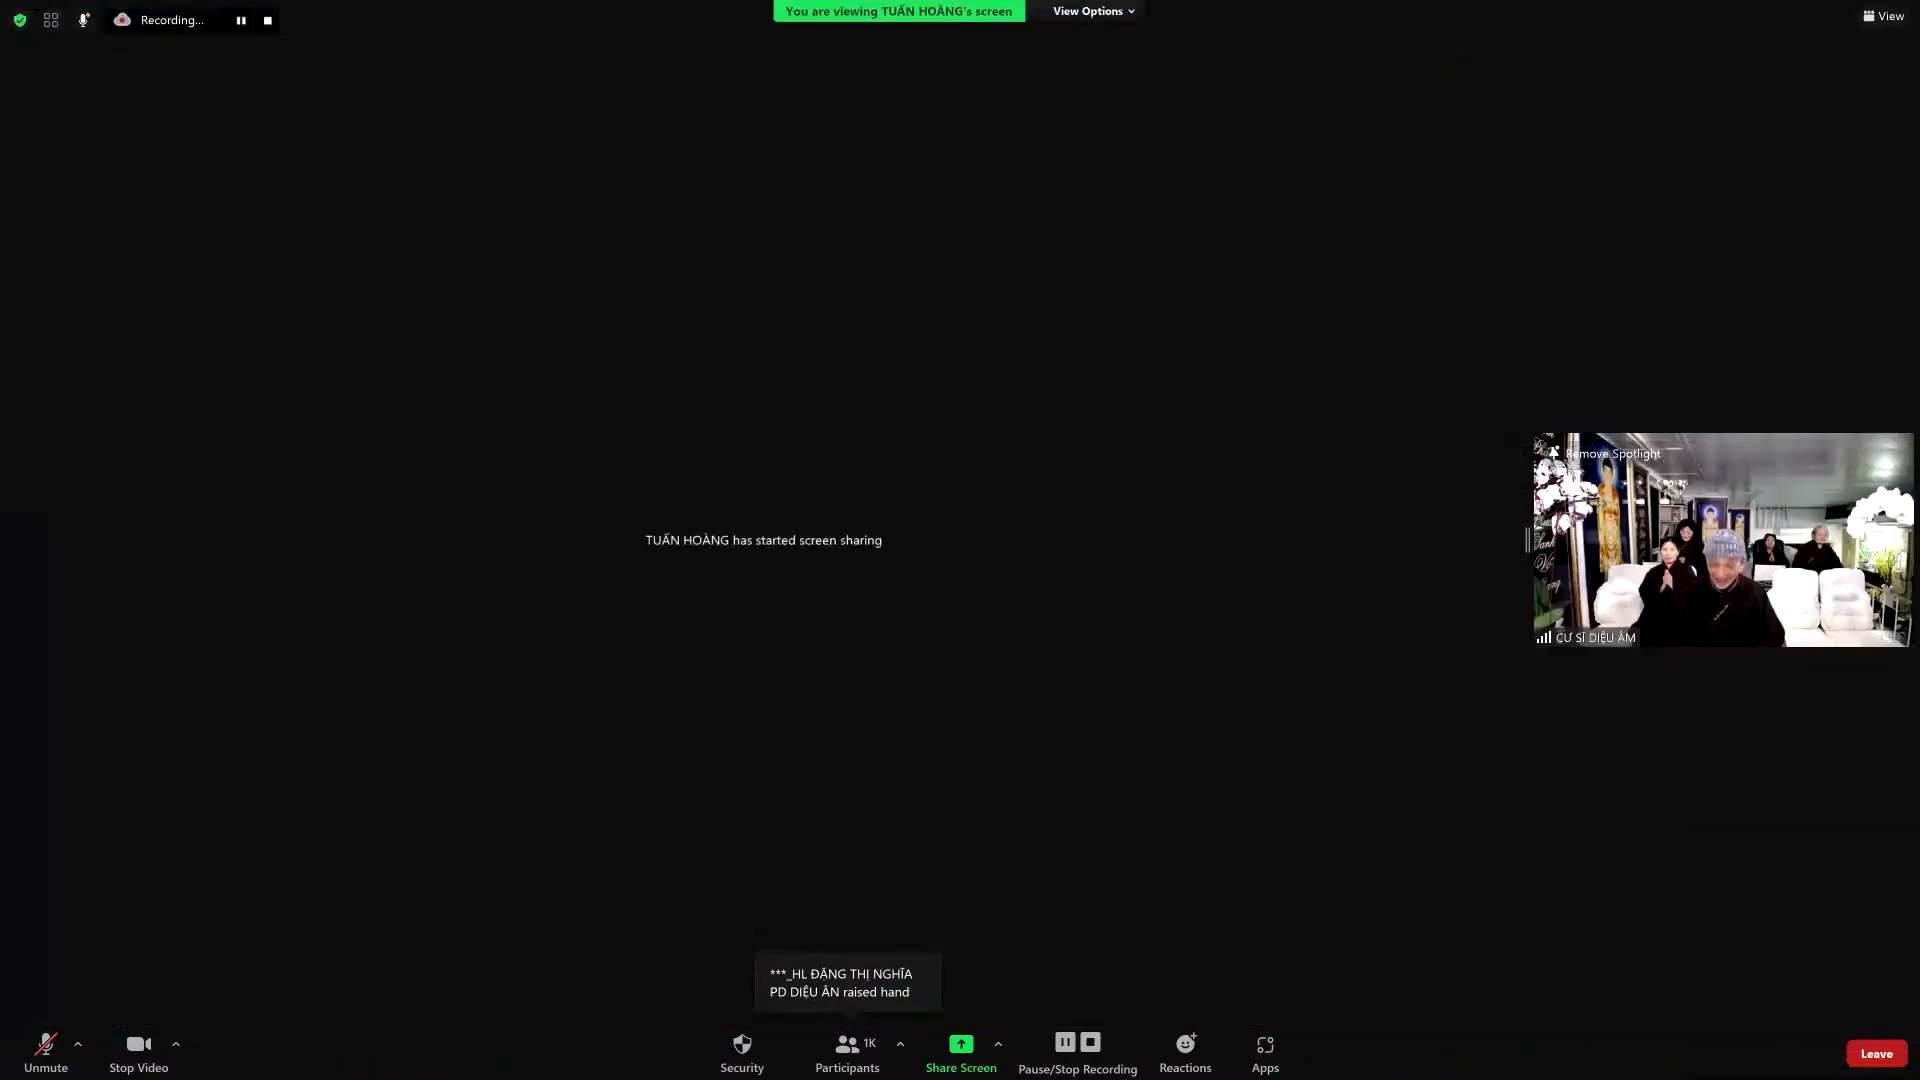 Recording...
You are viewing TUẤN HOÀNG's screen
View Options
View
Remove Spotlight
TUẤN HOÀNG has started screen sharing
CƯ SĨ DIỆU ÂM
***_HL ĐẶNG THỊ NGHĨA
PD DIỆU ÂN raised hand
1K
Unmute
Stop Video
Security
Participants
Share Screen
Pause/Stop Recording
Reactions
Apps
Leave